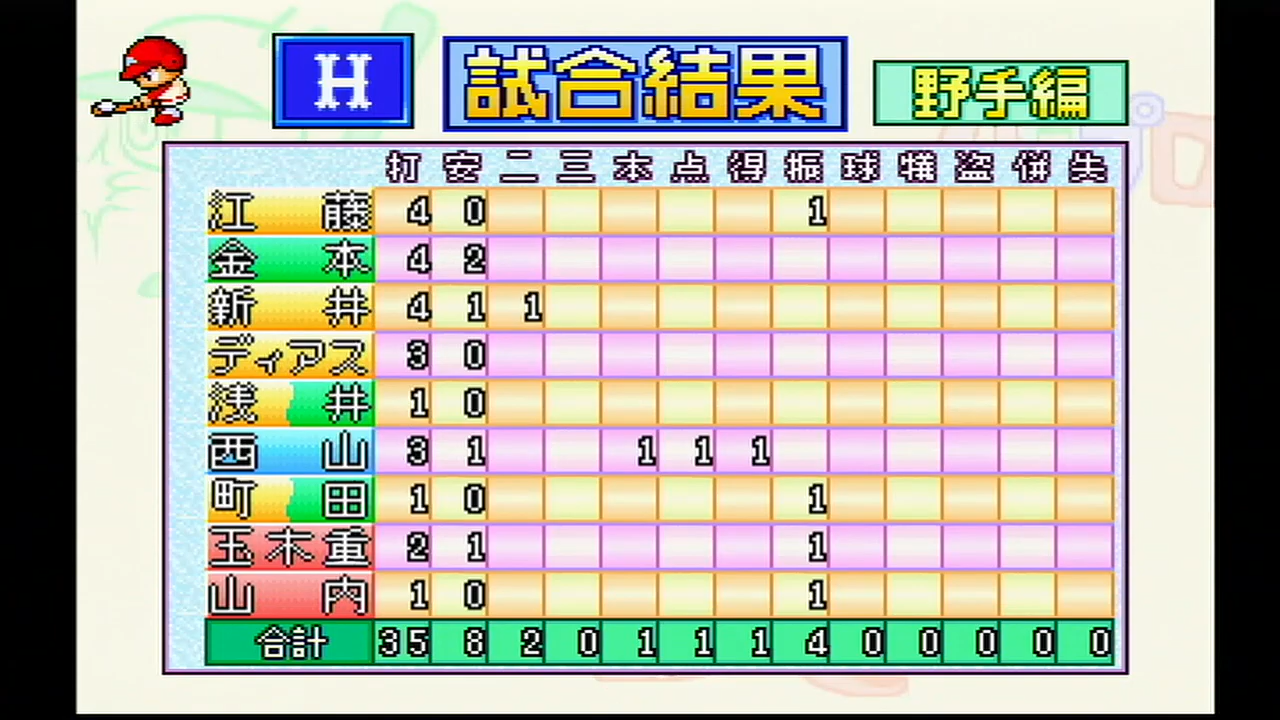 H 試合結果 野手編
打 安 二 三 本 点 得 振 球 犠 盗 併 失
江藤 4 0 1
金本 4 2
新井 4 1 1
ディアス 3 0
浅井 1 0
西山 3 1 1 1 1
町田 1 0 1
玉木重 2 1 1
山内 1 0 1
合計 35 8 2 0 1 1 1 4 0 0 0 0 0